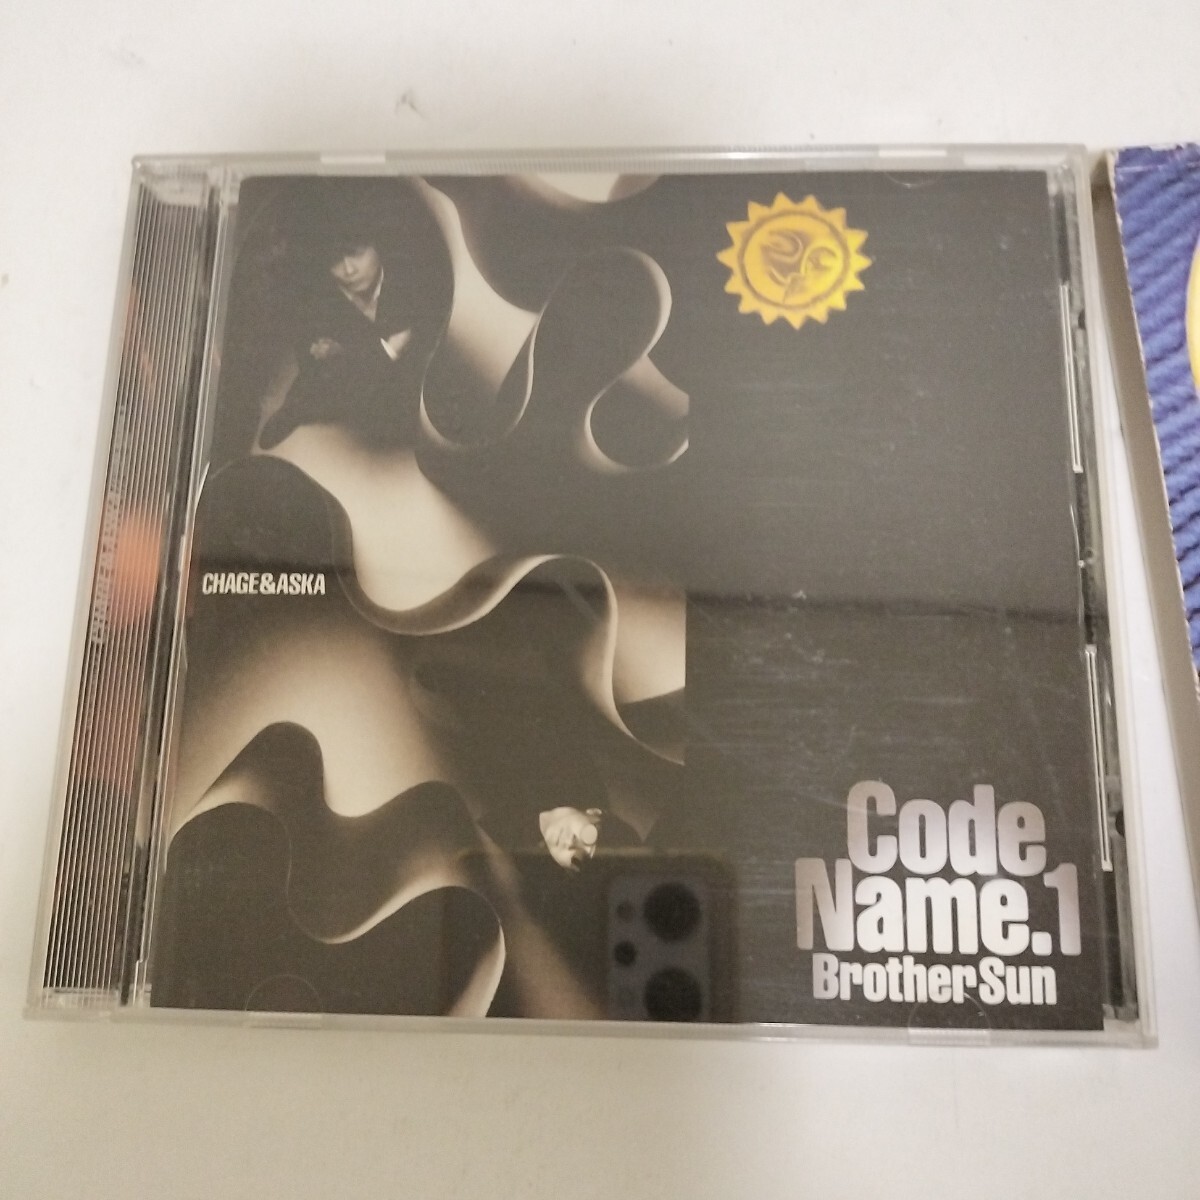 CHAGE&ASKA
Code
Name.1
Brother Sun